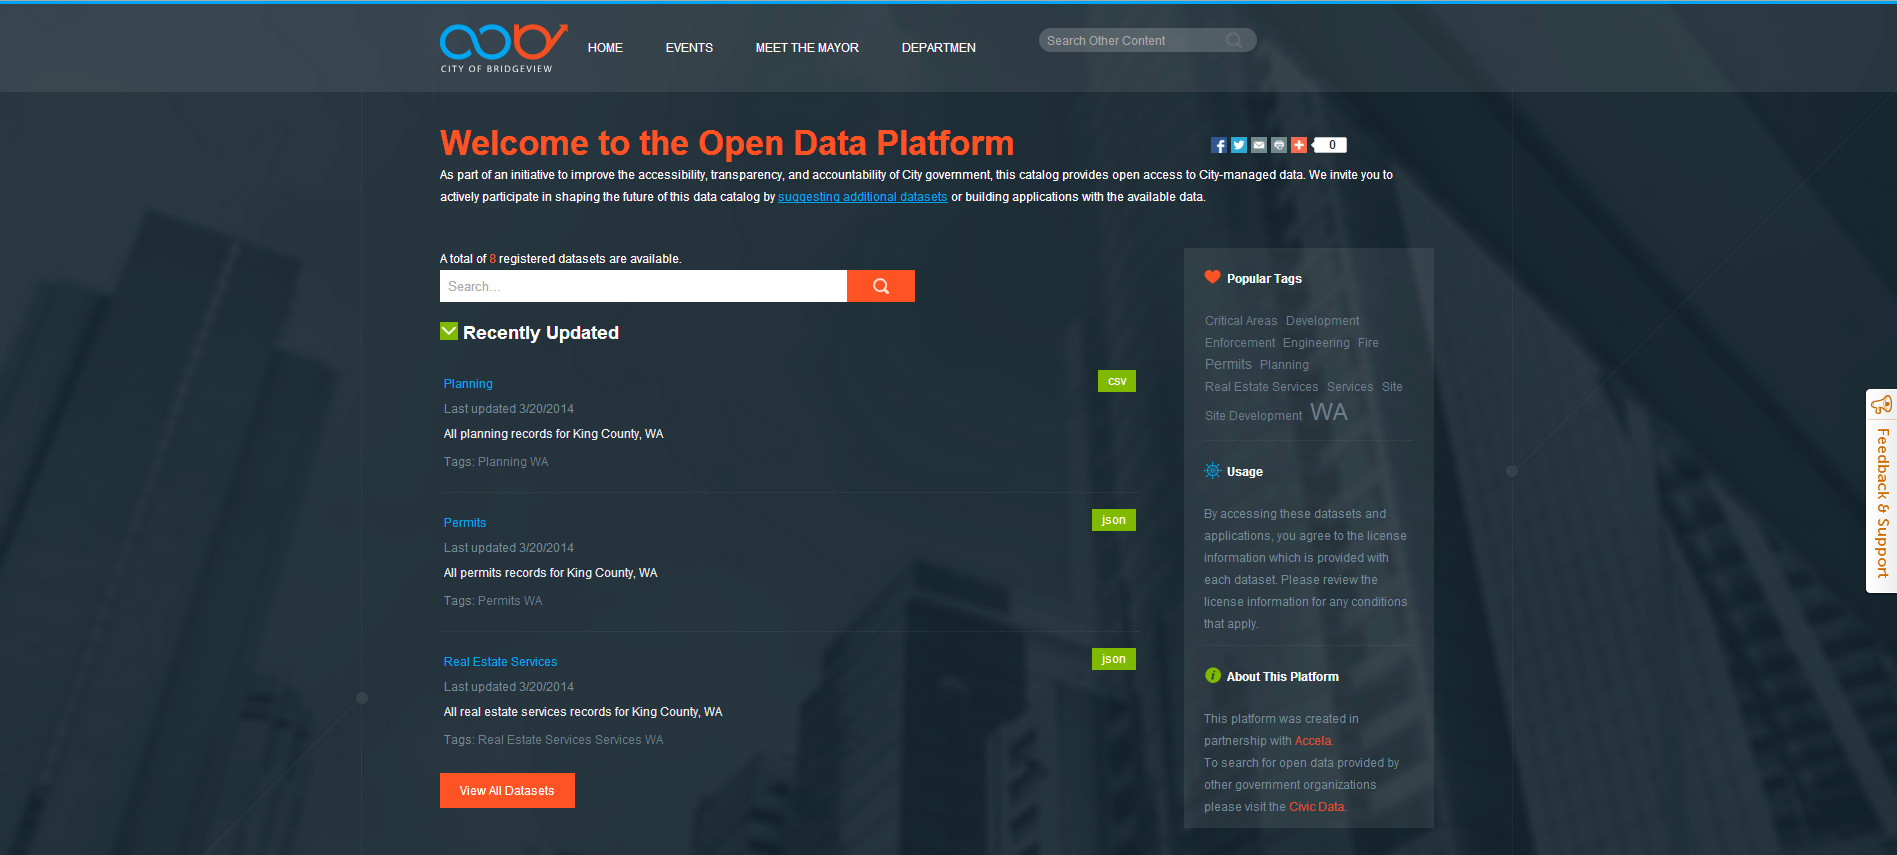 CITY OF BRIDGEVIEW
HOME EVENTS MEET THE MAYOR DEPARTMEN
Search Other Content
Welcome to the Open Data Platform
0
As part of an initiative to improve the accessibility, transparency, and accountability of City government, this catalog provides open access to City-managed data. We invite you to
actively participate in shaping the future of this data catalog by suggesting additional datasets or building applications with the available data.
A total of 8 registered datasets are available.
Search...
Recently Updated
Planning
csv
Last updated 3/20/2014
All planning records for King County, WA
Tags: Planning WA
Permits
json
Last updated 3/20/2014
All permits records for King County, WA
Tags: Permits WA
Real Estate Services
json
Last updated 3/20/2014
All real estate services records for King County, WA
Tags: Real Estate Services Services WA
View All Datasets
Popular Tags
Critical Areas Development
Enforcement Engineering Fire
Permits Planning
Real Estate Services Services Site
Site Development WA
Usage
By accessing these datasets and
applications, you agree to the license
information which is provided with
each dataset. Please review the
license information for any conditions
that apply.
About This Platform
This platform was created in
partnership with Accela.
To search for open data provided by
other government organizations
please visit the Civic Data.
Feedback & Support